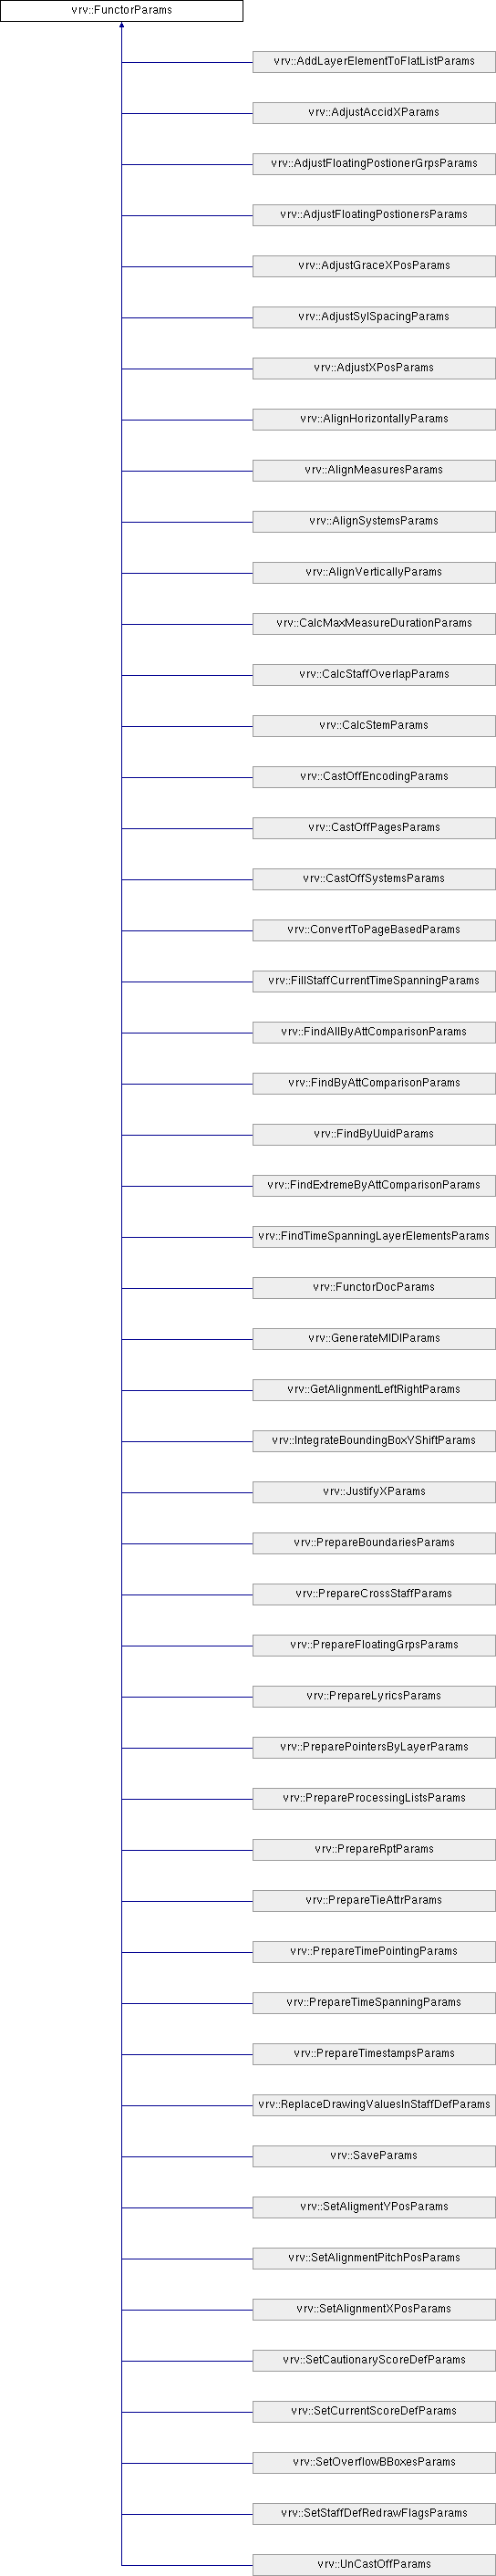 vrv::FunctorParams
vrv::AddLayerElementToFlatListParams
vrv::AdjustAccidXParams
vrv::AdjustFloatingPostionerGrpsParams
vrv::AdjustFloatingPostionersParams
vrv::AdjustGraceXPosParams
vrv::AdjustSylSpacingParams
vrv::AdjustXPosParams
vrv::AlignHorizontallyParams
vrv::AlignMeasuresParams
vrv::AlignSystemsParams
vrv::AlignVerticallyParams
vrv::CalcMaxMeasureDurationParams
vrv::CalcStaffOverlapParams
vrv::CalcStemParams
vrv::CastOffEncodingParams
vrv::CastOffPagesParams
vrv::CastOffSystemsParams
vrv::ConvertToPageBasedParams
vrv::FillStaffCurrentTimeSpanningParams
vrv::FindAllByAttComparisonParams
vrv::FindByAttComparisonParams
vrv::FindByUuidParams
vrv::FindExtremeByAttComparisonParams
vrv::FindTimeSpanningLayerElementsParams
vrv::FunctorDocParams
vrv::GenerateMIDIParams
vrv::GetAlignmentLeftRightParams
vrv::IntegrateBoundingBoxYShiftParams
vrv::JustifyXParams
vrv::PrepareBoundariesParams
vrv::PrepareCrossStaffParams
vrv::PrepareFloatingGrpsParams
vrv::PrepareLyricsParams
vrv::PreparePointersByLayerParams
vrv::PrepareProcessingListsParams
vrv::PrepareRptParams
vrv::PrepareTieAttrParams
vrv::PrepareTimePointingParams
vrv::PrepareTimeSpanningParams
vrv::PrepareTimestampsParams
vrv::ReplaceDrawingValuesInStaffDefParams
vrv::SaveParams
vrv::SetAligmentYPosParams
vrv::SetAlignmentPitchPosParams
vrv::SetAlignmentXPosParams
vrv::SetCautionaryScoreDefParams
vrv::SetCurrentScoreDefParams
vrv::SetOverflowBBoxesParams
vrv::SetStaffDefRedrawFlagsParams
vrv::UnCastOffParams